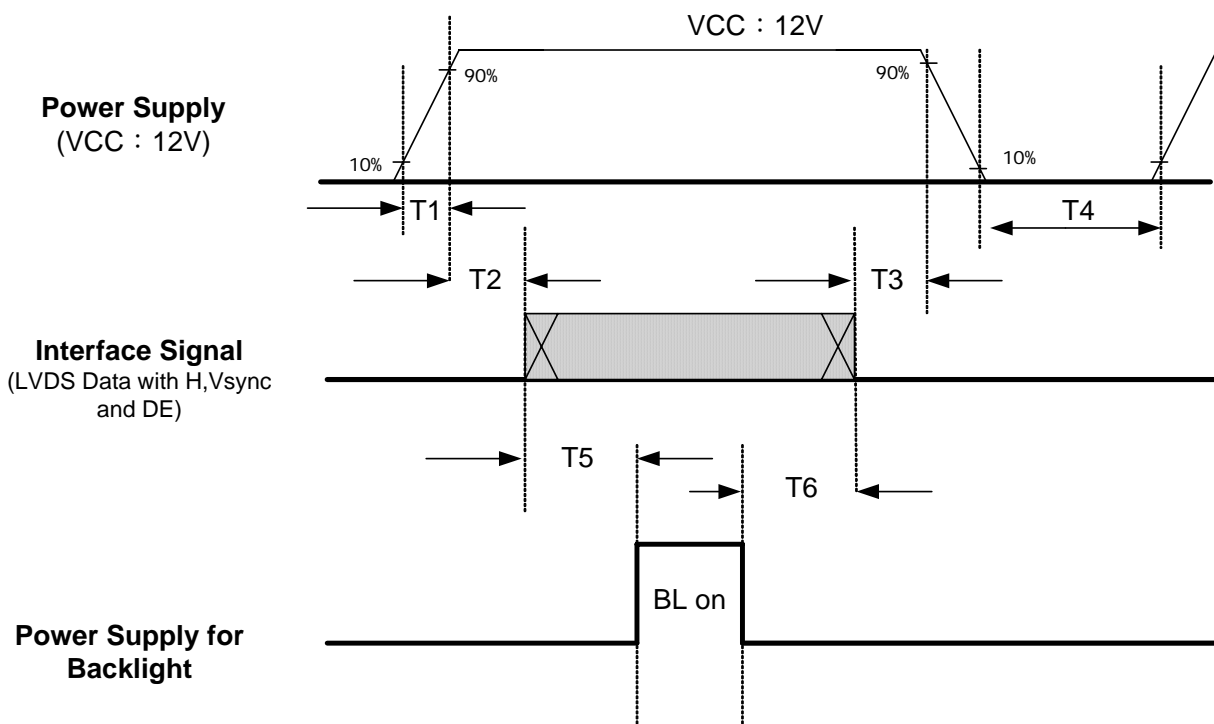 VCC：12V
90%
90%
Power Supply
(VCC：12V)
10%
10%
T1
T4
T2
T3
Interface Signal
(LVDS Data with H,Vsync
and DE)
T5
T6
BL on
Power Supply for
Backlight